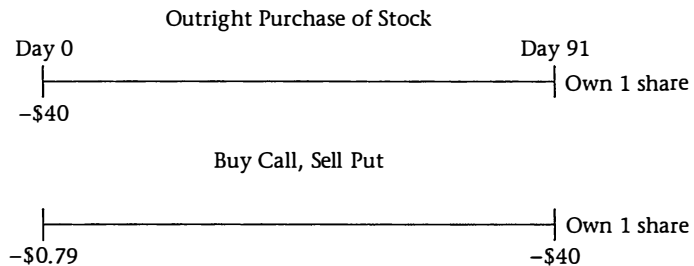 Outright Purchase of Stock
Day 0 Day 91
Own 1 share
–$40
Buy Call, Sell Put
Own 1 share
–$0.79 –$40